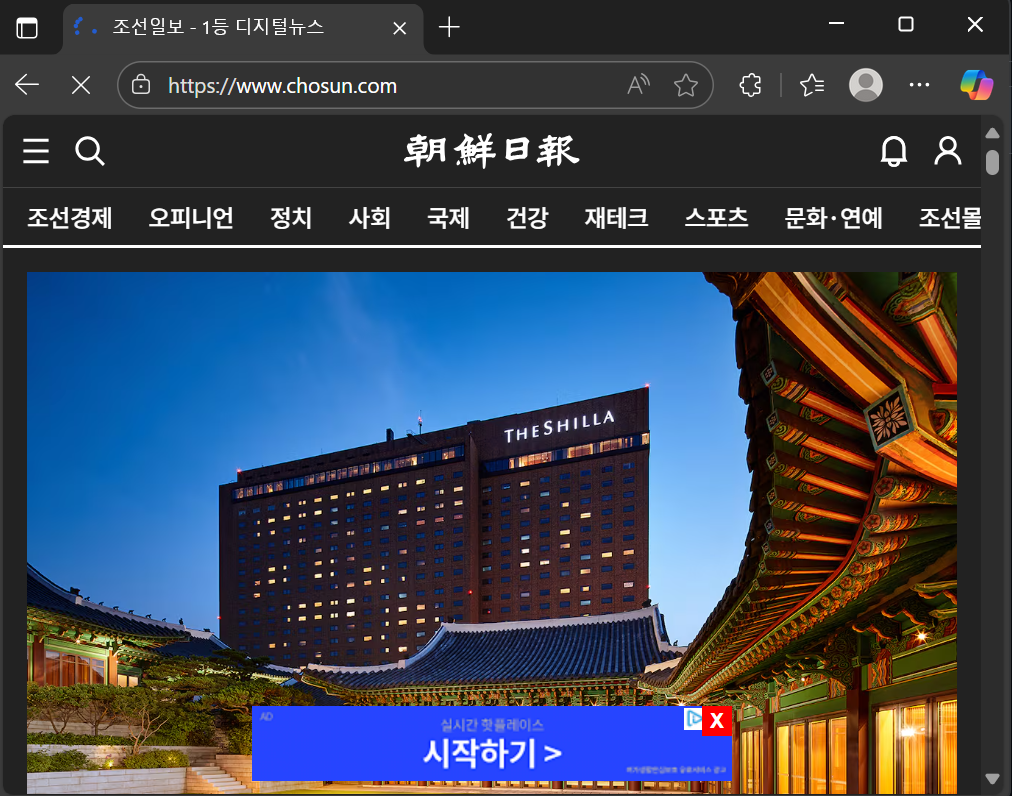 조선일보 - 1등 디지털뉴스
https://www.chosun.com
朝鮮日報
조선경제 오피니언 정치 사회 국제 건강 재테크 스포츠 문화·연예 조선몰
THE SHILLA
AD
실시간 핫플레이스
시작하기 >
X